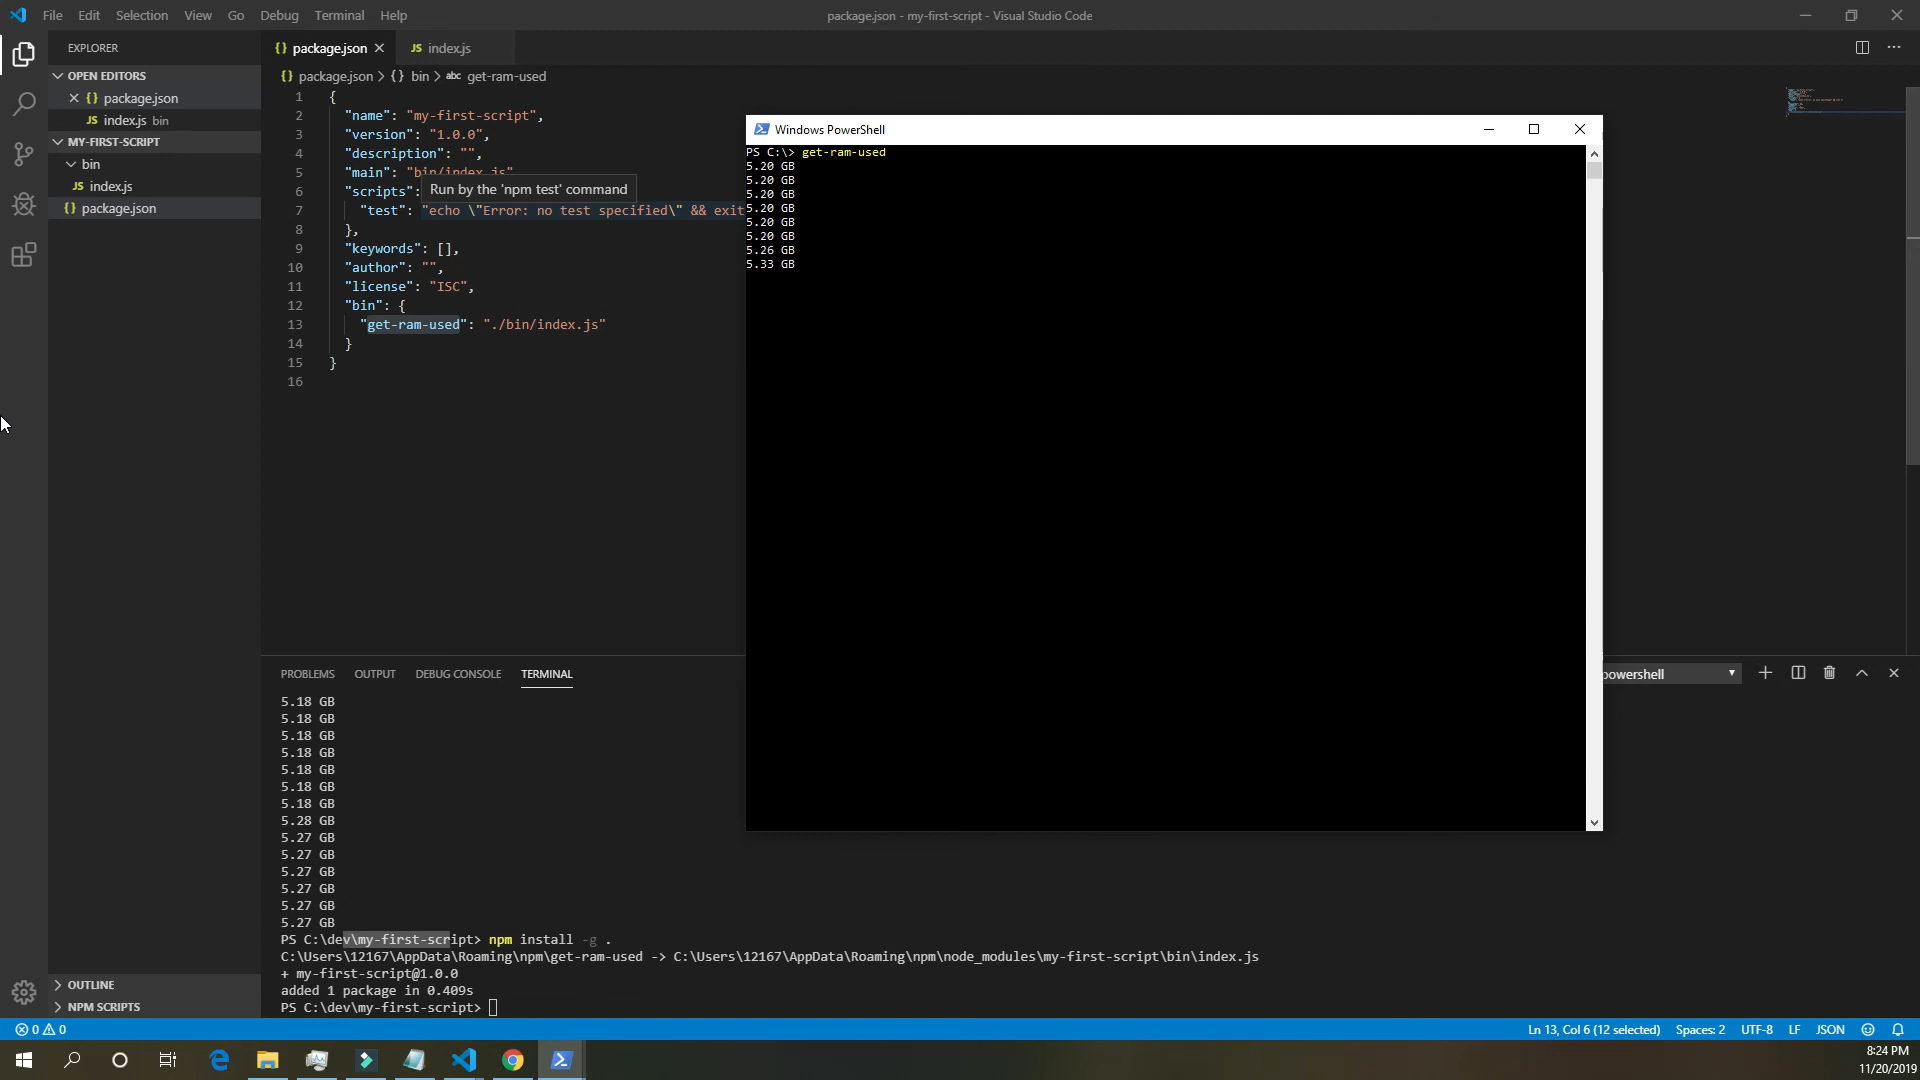 File Edit Selection View Go Debug Terminal Help
package.json - my-first-script - Visual Studio Code
EXPLORER
OPEN EDITORS
{} package.json
JS index.js bin
MY-FIRST-SCRIPT
bin
JS index.js
{} package.json
OUTLINE
NPM SCRIPTS
{} package.json
JS index.js
{} package.json > {} bin > abc get-ram-used
1 {
2 "name": "my-first-script",
3 "version": "1.0.0",
4 "description": "",
5 "main": "bin/index.js"
6 "scripts":
Run by the 'npm test' command
7 "test": "echo \"Error: no test specified\" && exit
8 },
9 "keywords": [],
10 "author": "",
11 "license": "ISC",
12 "bin": {
13 "get-ram-used": "./bin/index.js"
14 }
15 }
16
Windows PowerShell
PS C:\> get-ram-used
5.20 GB
5.20 GB
5.20 GB
5.20 GB
5.20 GB
5.20 GB
5.26 GB
5.33 GB
PROBLEMS OUTPUT DEBUG CONSOLE TERMINAL
powershell
5.18 GB
5.18 GB
5.18 GB
5.18 GB
5.18 GB
5.18 GB
5.18 GB
5.28 GB
5.27 GB
5.27 GB
5.27 GB
5.27 GB
5.27 GB
5.27 GB
PS C:\dev\my-first-script> npm install -g .
C:\Users\12167\AppData\Roaming\npm\get-ram-used -> C:\Users\12167\AppData\Roaming\npm\node_modules\my-first-script\bin\index.js
+ my-first-script@1.0.0
added 1 package in 0.409s
PS C:\dev\my-first-script>
0 0
Ln 13, Col 6 (12 selected) Spaces: 2 UTF-8 LF JSON
8:24 PM
11/20/2019